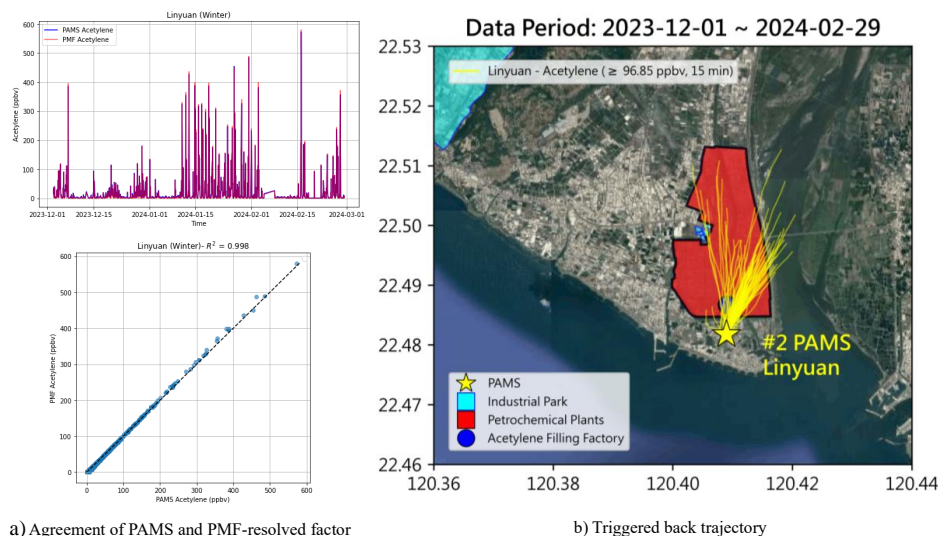 Linyuan (Winter)
600
500
400
300
200
100
0
Acetylene (ppbv)
PAMS Acetylene
PMF Acetylene
2023-12-01 2023-12-15 2024-01-01 2024-01-15 2024-02-01 2024-02-15 2024-03-01
Time
Linyuan (Winter)- R² = 0.998
600
500
400
300
200
100
0
PMF Acetylene (ppbv)
0 100 200 300 400 500 600
PAMS Acetylene (ppbv)
a) Agreement of PAMS and PMF-resolved factor
Data Period: 2023-12-01 ~ 2024-02-29
22.53
22.52
22.51
22.50
22.49
22.48
22.47
22.46
Linyuan - Acetylene (≥ 96.85 ppbv, 15 min)
#2 PAMS
Linyuan
PAMS
Industrial Park
Petrochemical Plants
Acetylene Filling Factory
120.36 120.38 120.40 120.42 120.44
b) Triggered back trajectory